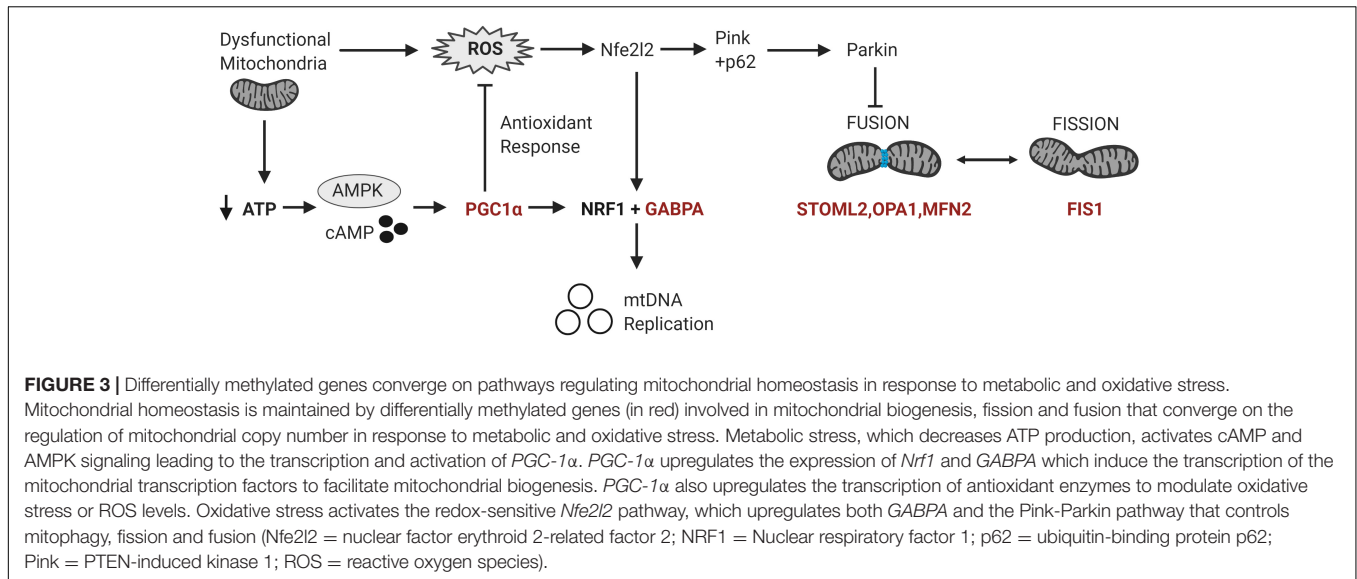 Dysfunctional
Mitochondria
ROS
Nfe2l2
Pink
+p62
Parkin
Antioxidant
Response
FUSION
FISSION
ATP
AMPK
cAMP
PGC1α
NRF1 + GABPA
STOML2,OPA1,MFN2
FIS1
mtDNA
Replication
FIGURE 3 | Differentially methylated genes converge on pathways regulating mitochondrial homeostasis in response to metabolic and oxidative stress.
Mitochondrial homeostasis is maintained by differentially methylated genes (in red) involved in mitochondrial biogenesis, fission and fusion that converge on the
regulation of mitochondrial copy number in response to metabolic and oxidative stress. Metabolic stress, which decreases ATP production, activates cAMP and
AMPK signaling leading to the transcription and activation of PGC-1α. PGC-1α upregulates the expression of Nrf1 and GABPA which induce the transcription of the
mitochondrial transcription factors to facilitate mitochondrial biogenesis. PGC-1α also upregulates the transcription of antioxidant enzymes to modulate oxidative
stress or ROS levels. Oxidative stress activates the redox-sensitive Nfe2l2 pathway, which upregulates both GABPA and the Pink-Parkin pathway that controls
mitophagy, fission and fusion (Nfe2l2 = nuclear factor erythroid 2-related factor 2; NRF1 = Nuclear respiratory factor 1; p62 = ubiquitin-binding protein p62;
Pink = PTEN-induced kinase 1; ROS = reactive oxygen species).